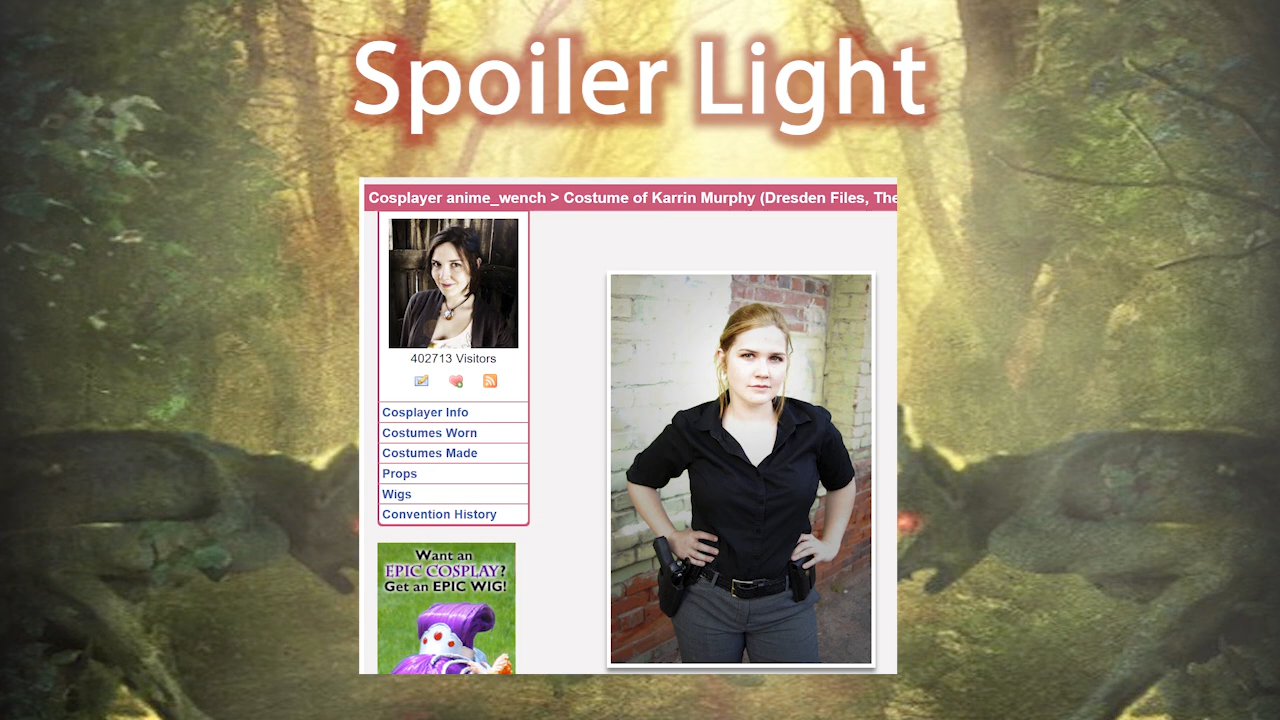 Spoiler Light
Cosplayer anime_wench > Costume of Karrin Murphy (Dresden Files, The
402713 Visitors
Cosplayer Info
Costumes Worn
Costumes Made
Props
Wigs
Convention History
Want an
EPIC COSPLAY?
Get an EPIC WIG!